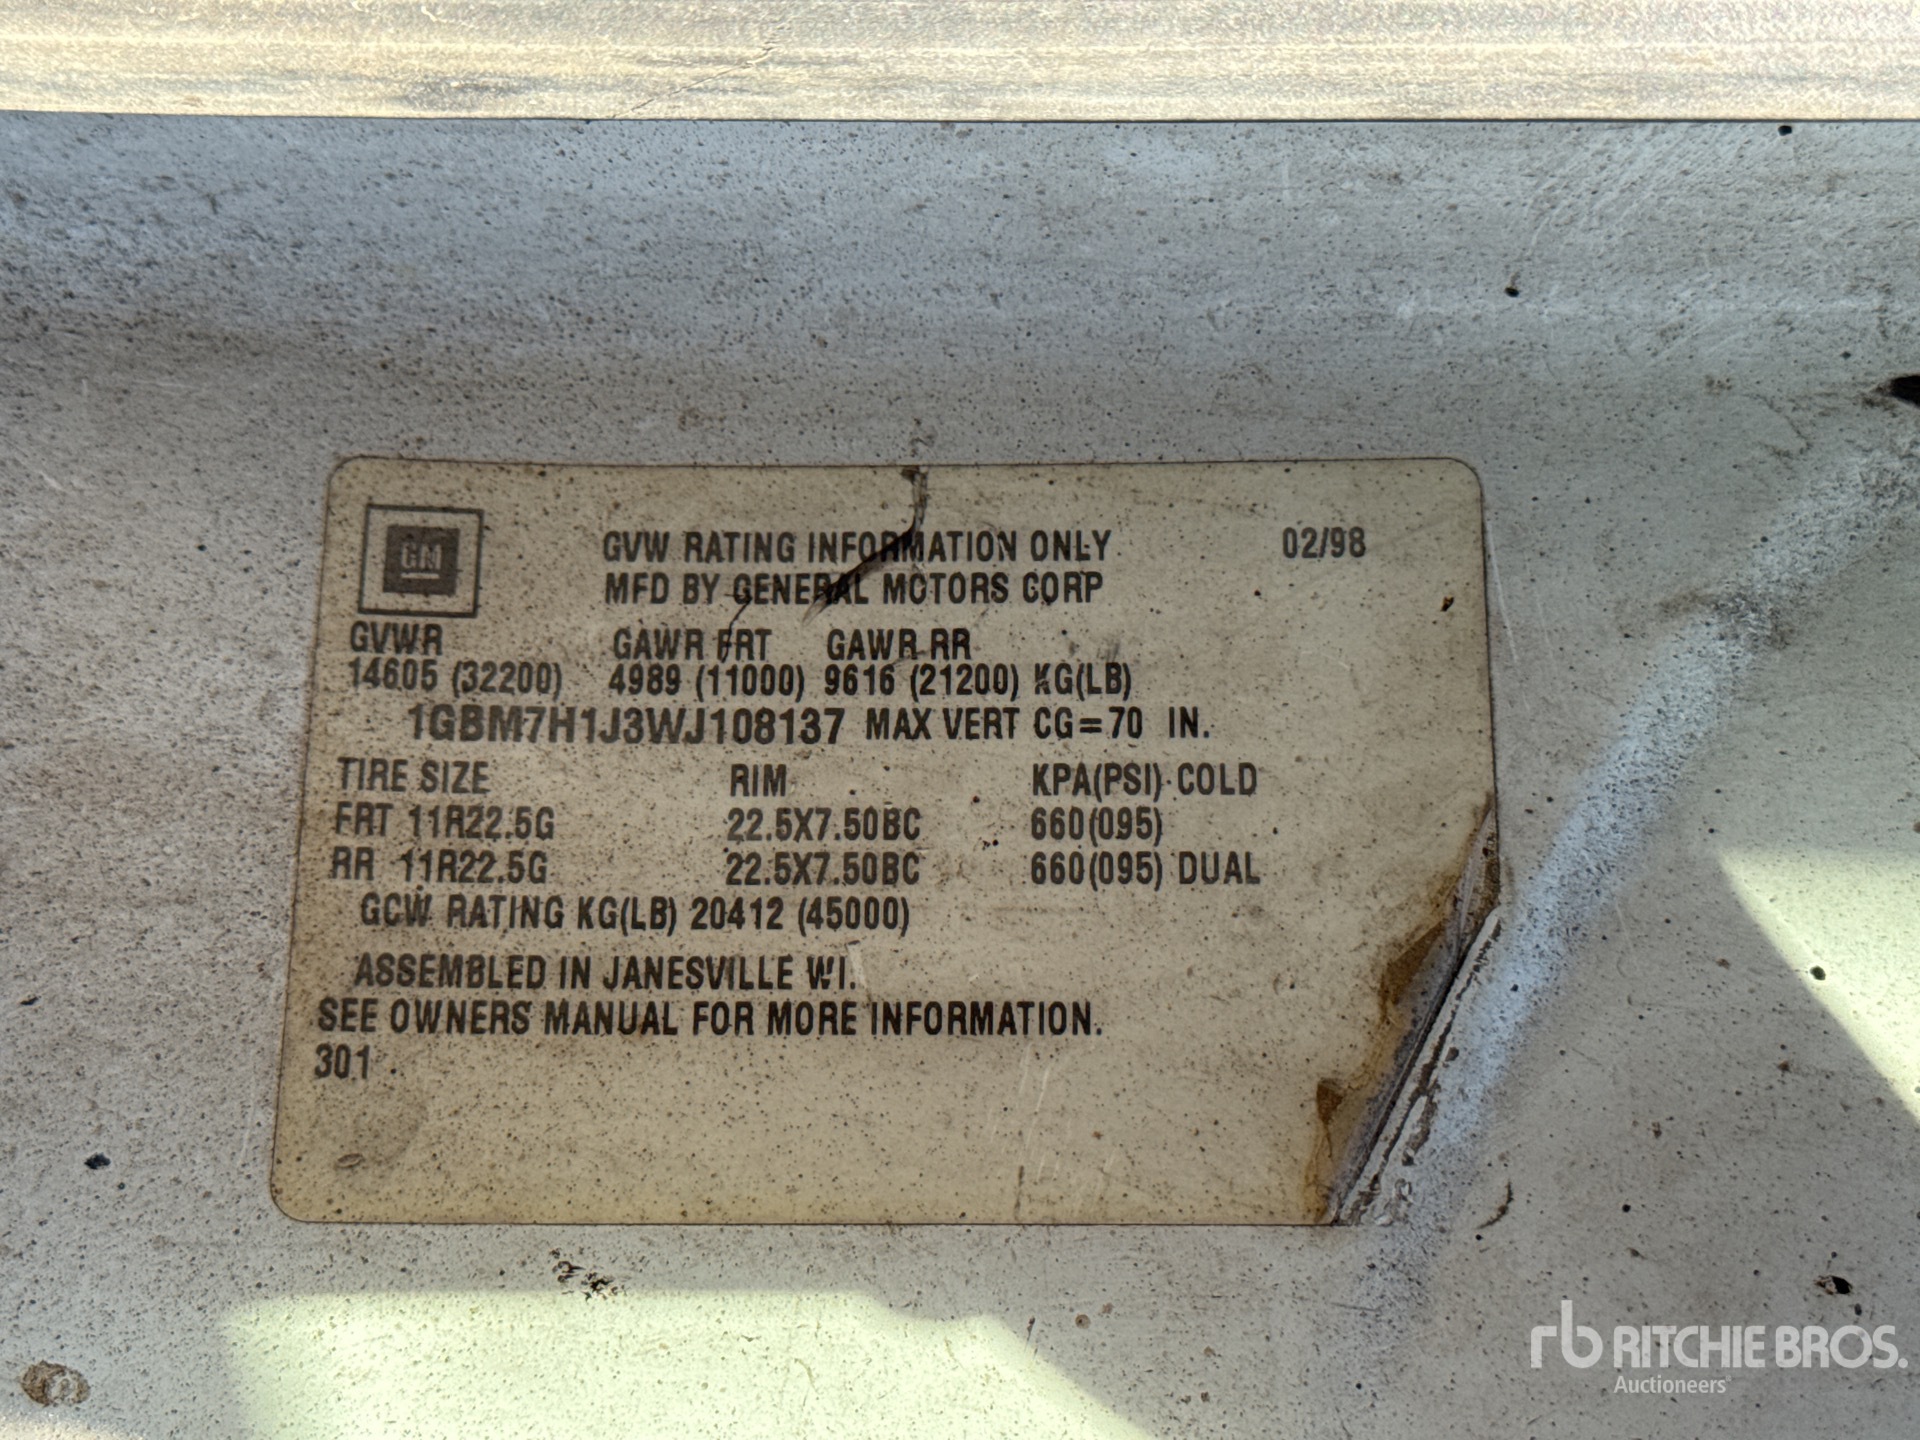 GM
GVW RATING INFORMATION ONLY 02/98
MFD BY GENERAL MOTORS CORP
GVWR GAWR FRT GAWR RR
14605 (32200) 4989 (11000) 9616 (21200) KG(LB)
1GBM7H1J3WJ108137 MAX VERT CG=70 IN.
TIRE SIZE RIM KPA(PSI) COLD
FRT 11R22.5G 22.5X7.50BC 660(095)
RR 11R22.5G 22.5X7.50BC 660(095) DUAL
GCW RATING KG(LB) 20412 (45000)
ASSEMBLED IN JANESVILLE WI.
SEE OWNERS MANUAL FOR MORE INFORMATION.
301
rb RITCHIE BROS.
Auctioneers